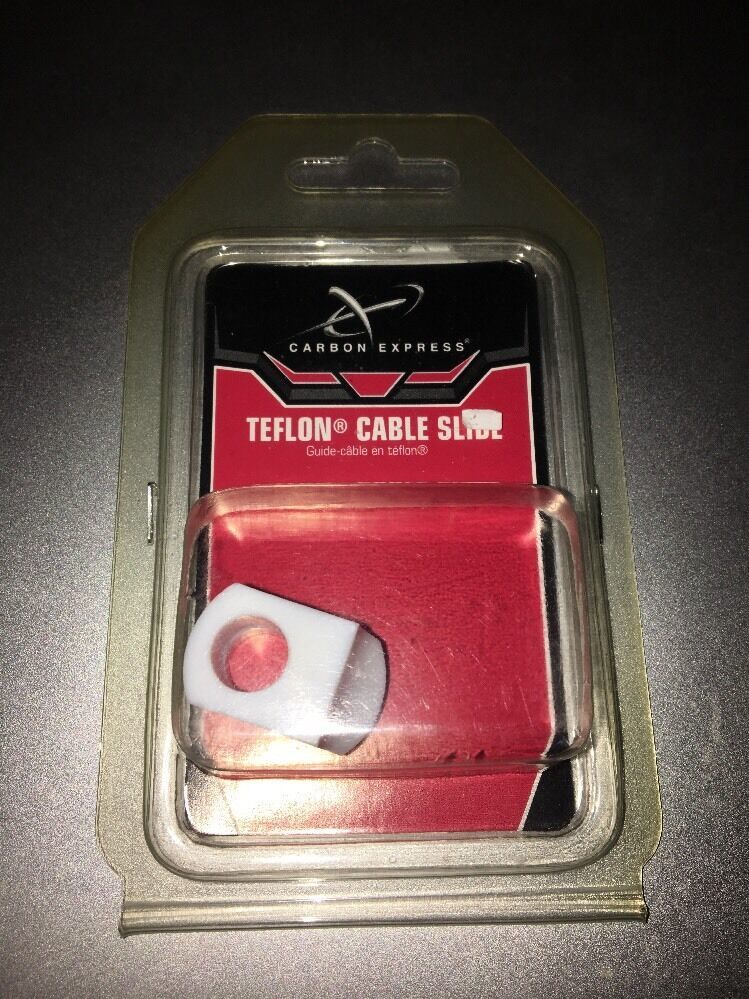 CARBON EXPRESS®
TEFLON® CABLE SLIDE
Guide-câble en téflon®